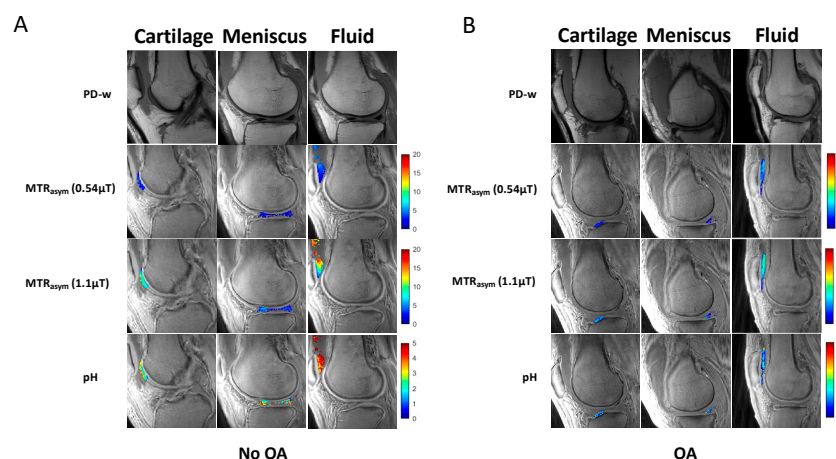 A
Cartilage Meniscus Fluid
PD-w
MTRasym (0.54μT)
20
15
10
5
0
MTRasym (1.1μT)
20
15
10
5
0
pH
5
4
3
2
1
0
No OA
B
Cartilage Meniscus Fluid
PD-w
MTRasym (0.54μT)
MTRasym (1.1μT)
pH
OA